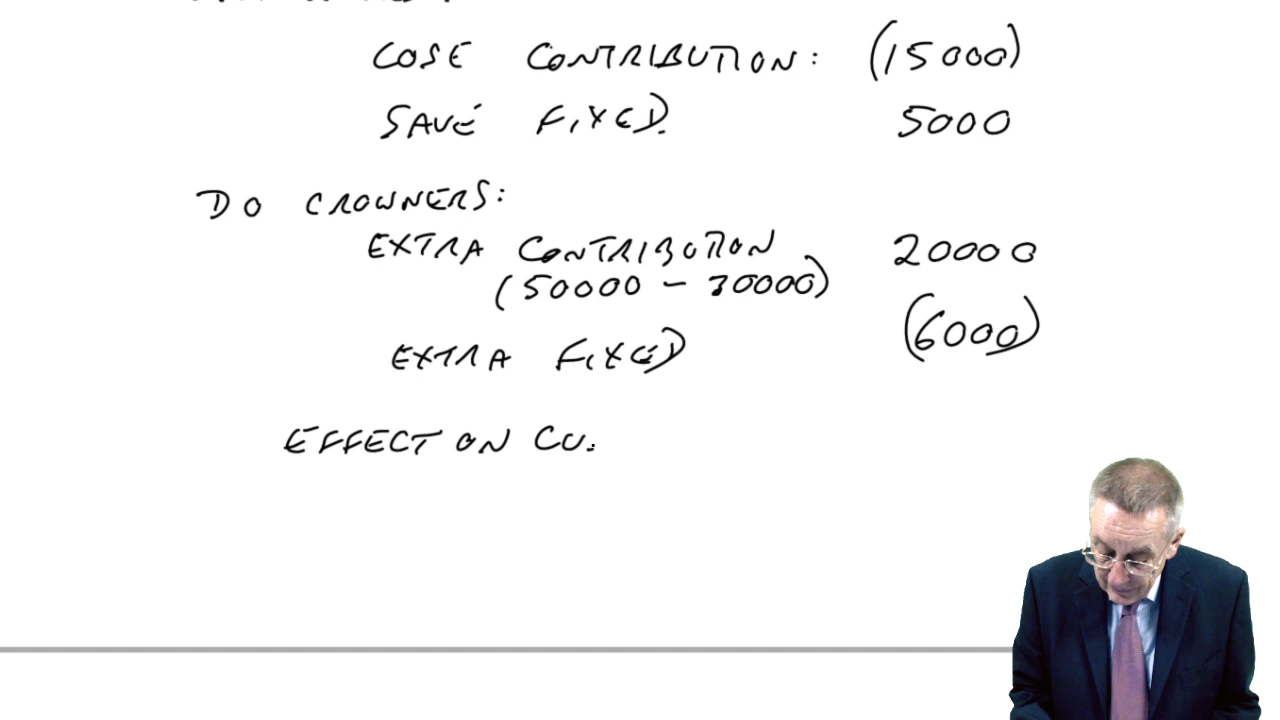 LOSE CONTRIBUTION: (15000)
SAVE FIXED. 5000
DO CROWNERS:
EXTRA CONTRIBUTION 20000
(50000 - 30000)
EXTRA FIXED (6000)
EFFECT ON CU.